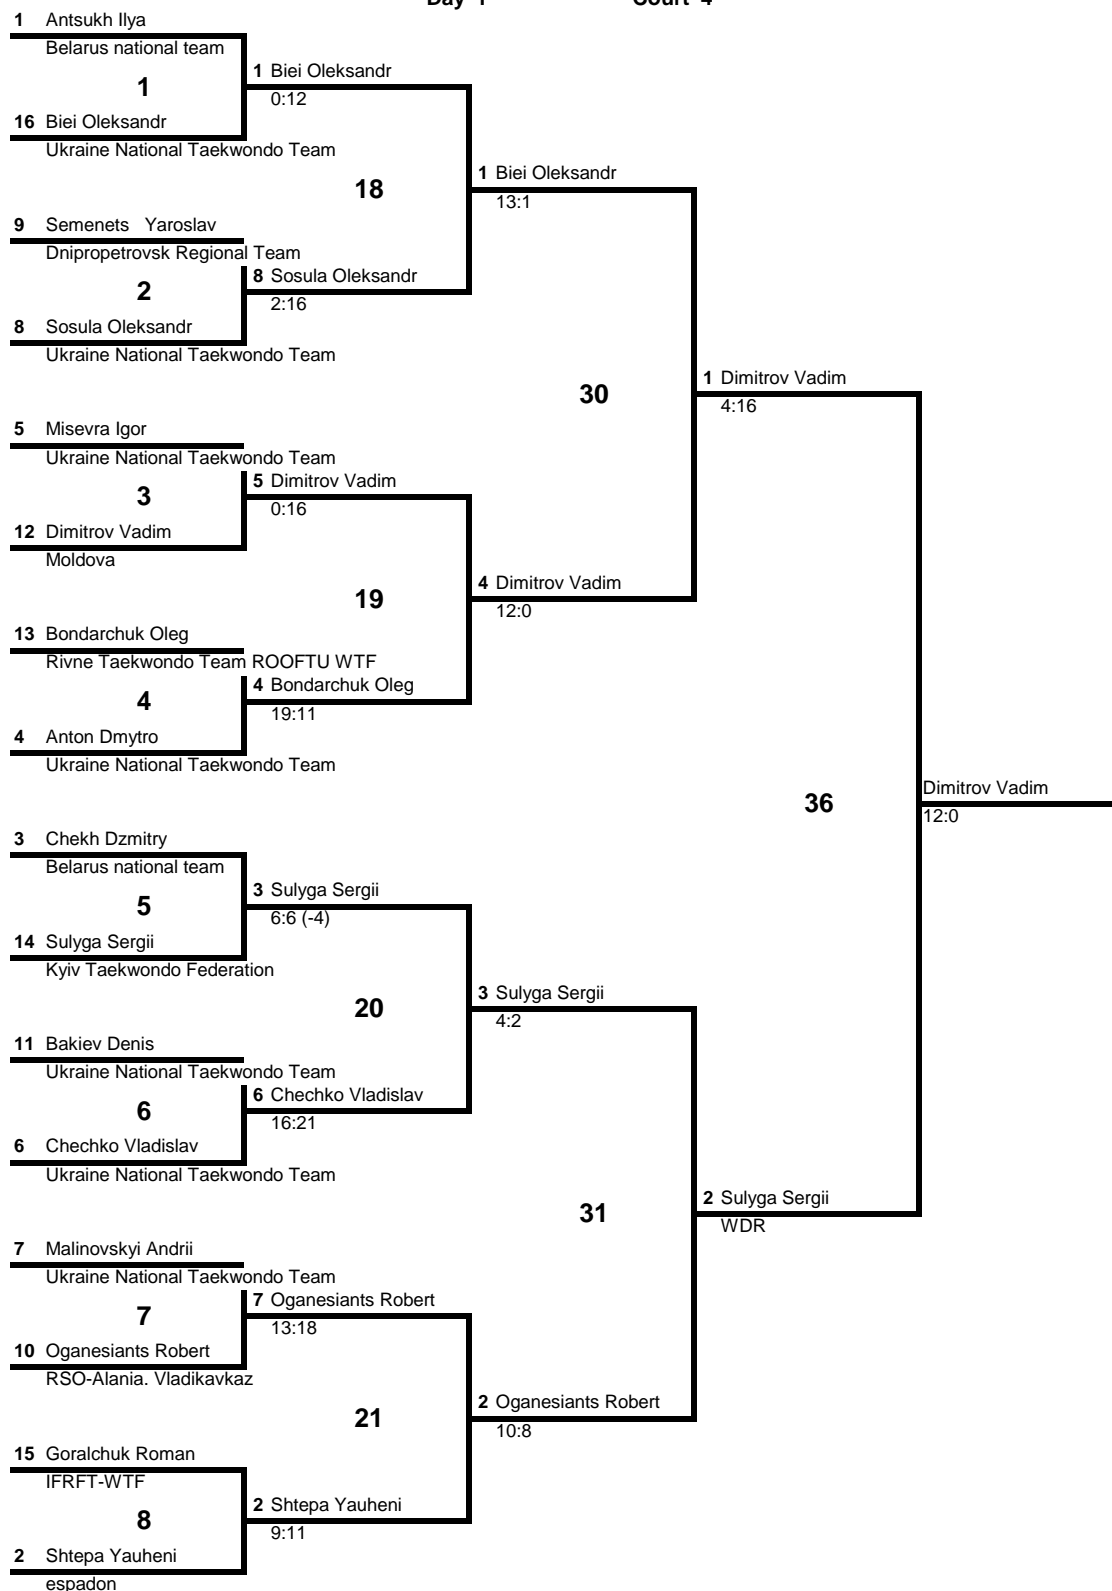 Day 1 Court 4
1 Antsukh Ilya
Belarus national team
1
1 Biei Oleksandr
0:12
16 Biei Oleksandr
Ukraine National Taekwondo Team
18
1 Biei Oleksandr
13:1
9 Semenets Yaroslav
Dnipropetrovsk Regional Team
2
8 Sosula Oleksandr
2:16
8 Sosula Oleksandr
Ukraine National Taekwondo Team
30
1 Dimitrov Vadim
4:16
5 Misevra Igor
Ukraine National Taekwondo Team
3
5 Dimitrov Vadim
0:16
12 Dimitrov Vadim
Moldova
19
4 Dimitrov Vadim
12:0
13 Bondarchuk Oleg
Rivne Taekwondo Team ROOFTU WTF
4
4 Bondarchuk Oleg
19:11
4 Anton Dmytro
Ukraine National Taekwondo Team
36
Dimitrov Vadim
12:0
3 Chekh Dzmitry
Belarus national team
5
3 Sulyga Sergii
6:6 (-4)
14 Sulyga Sergii
Kyiv Taekwondo Federation
20
3 Sulyga Sergii
4:2
11 Bakiev Denis
Ukraine National Taekwondo Team
6
6 Chechko Vladislav
16:21
6 Chechko Vladislav
Ukraine National Taekwondo Team
31
2 Sulyga Sergii
WDR
7 Malinovskyi Andrii
Ukraine National Taekwondo Team
7
7 Oganesiants Robert
13:18
10 Oganesiants Robert
RSO-Alania. Vladikavkaz
21
2 Oganesiants Robert
10:8
15 Goralchuk Roman
IFRFT-WTF
8
2 Shtepa Yauheni
9:11
2 Shtepa Yauheni
espadon